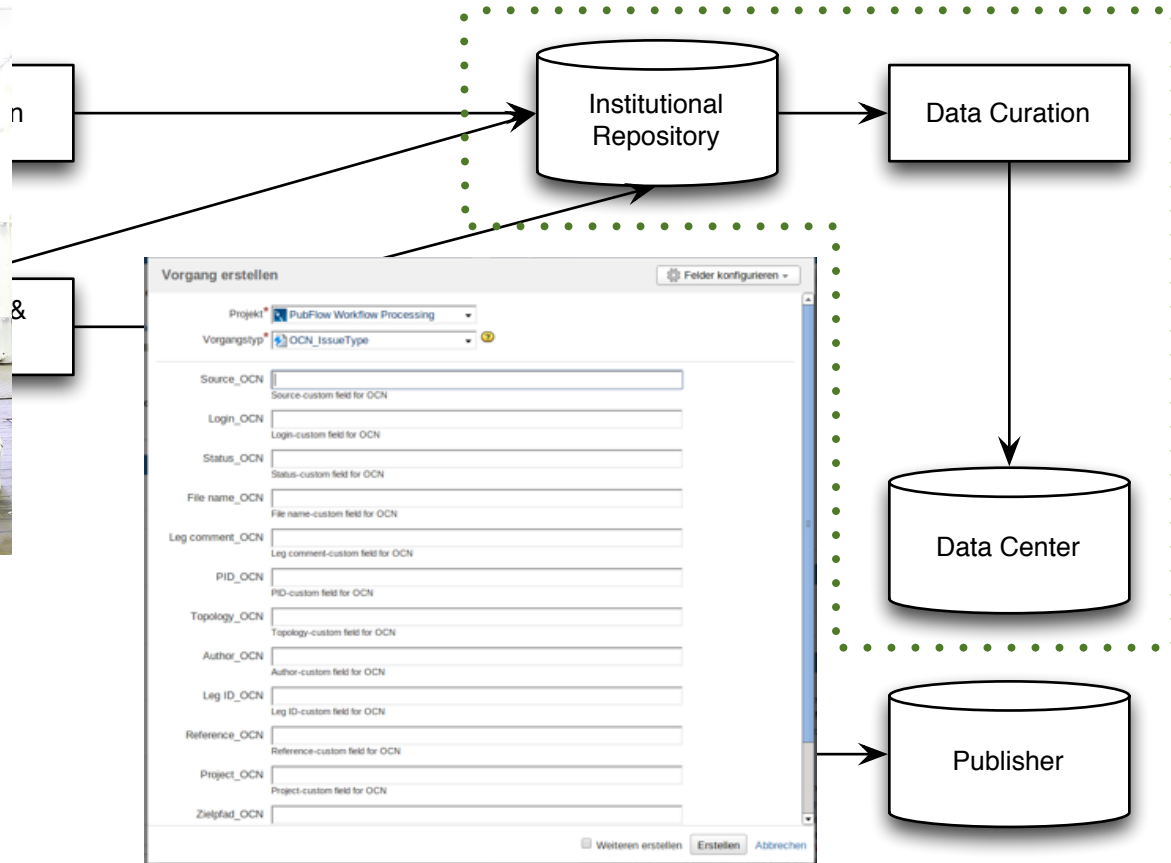 n
Institutional
Repository
Data Curation
&
Vorgang erstellen
Felder konfigurieren
Projekt*
PubFlow Workflow Processing
Vorgangstyp*
OCN_IssueType
?
Source_OCN
Source-custom field for OCN
Login_OCN
Login-custom field for OCN
Status_OCN
Status-custom field for OCN
File name_OCN
File name-custom field for OCN
Leg comment_OCN
Leg comment-custom field for OCN
PID_OCN
PID-custom field for OCN
Topology_OCN
Topology-custom field for OCN
Author_OCN
Author-custom field for OCN
Leg ID_OCN
Leg ID-custom field for OCN
Reference_OCN
Reference-custom field for OCN
Project_OCN
Project-custom field for OCN
Zielpfad_OCN
Weiteren erstellen
Erstellen
Abbrechen
Data Center
Publisher